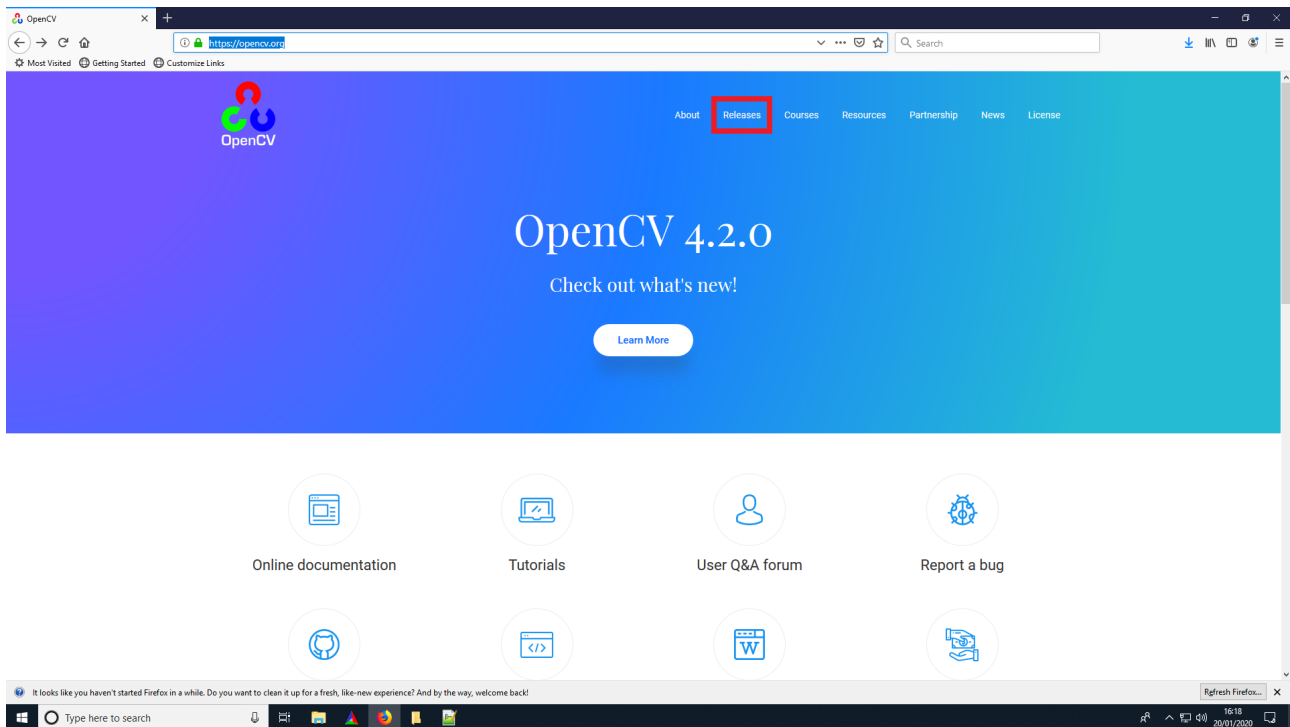 OpenCV
https://opencv.org
Search
Most Visited Getting Started Customize Links
OpenCV
About Releases Courses Resources Partnership News License
OpenCV 4.2.0
Check out what's new!
Learn More
Online documentation Tutorials User Q&A forum Report a bug
W
It looks like you haven't started Firefox in a while. Do you want to clean it up for a fresh, like-new experience? And by the way, welcome back! Refresh Firefox...
Type here to search
16:18
20/01/2020